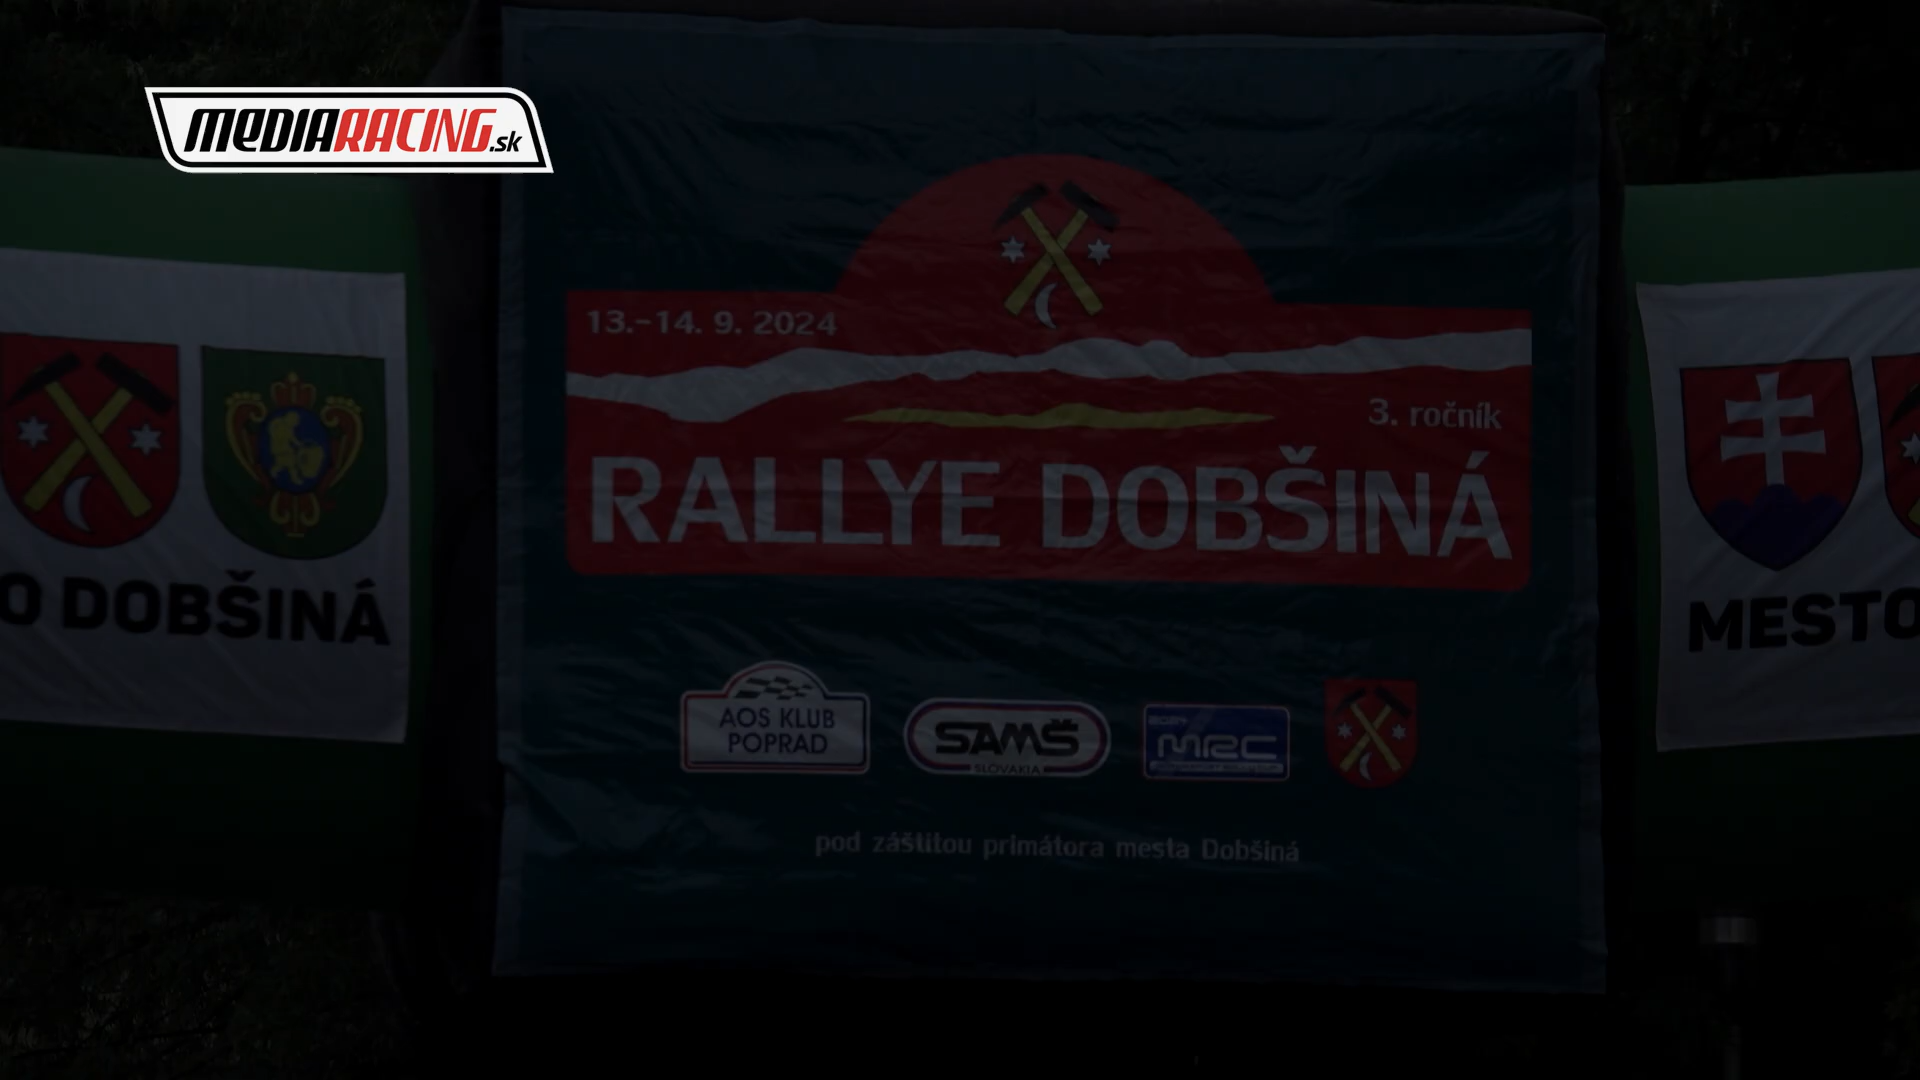 MEDIARACING.sk
13.-14. 9. 2024
3. ročník
RALLYE DOBŠINÁ
O DOBŠINÁ
MESTO
AOS KLUB
POPRAD
SAMŠ
SLOVAKIA
2024
MRC
pod záštitou primátora mesta Dobšiná